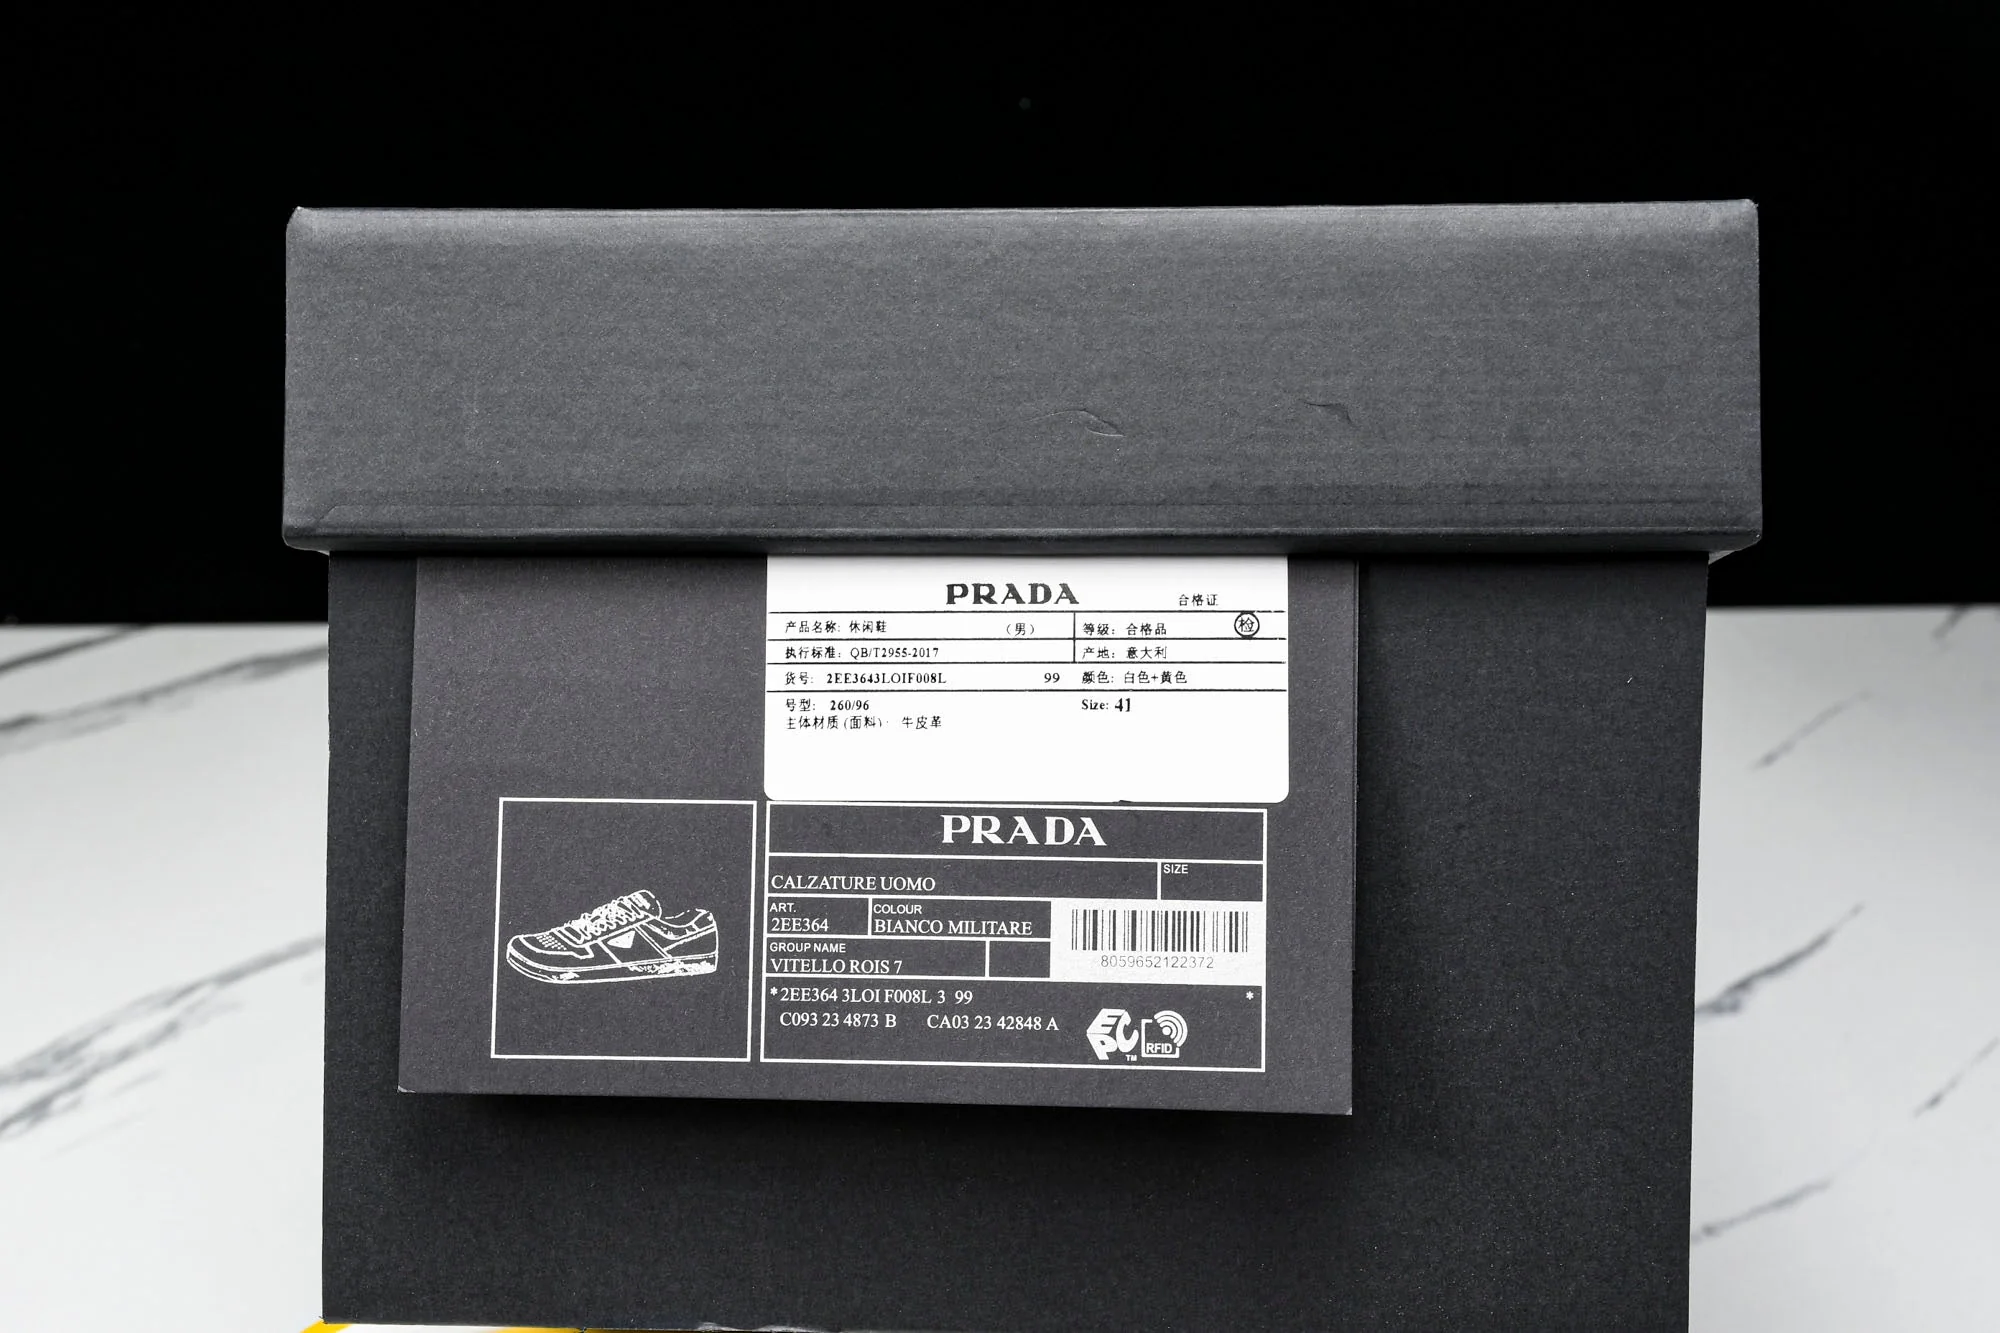 PRADA 合格证
产品名称: 休闲鞋 (男) 等级: 合格品 检
执行标准: QB/T2955-2017 产地: 意大利
货号: 2EE3643LOIF008L 99 颜色: 白色+黄色
号型: 260/96 Size: 41
主体材质(面料): 牛皮革
PRADA
CALZATURE UOMO SIZE
ART. COLOUR
2EE364 BIANCO MILITARE
GROUP NAME
VITELLO ROIS 7
8059652122372
*2EE364 3LOI F008L 3 99 *
C093 23 4873 B CA03 23 42848 A
EPC TM RFID